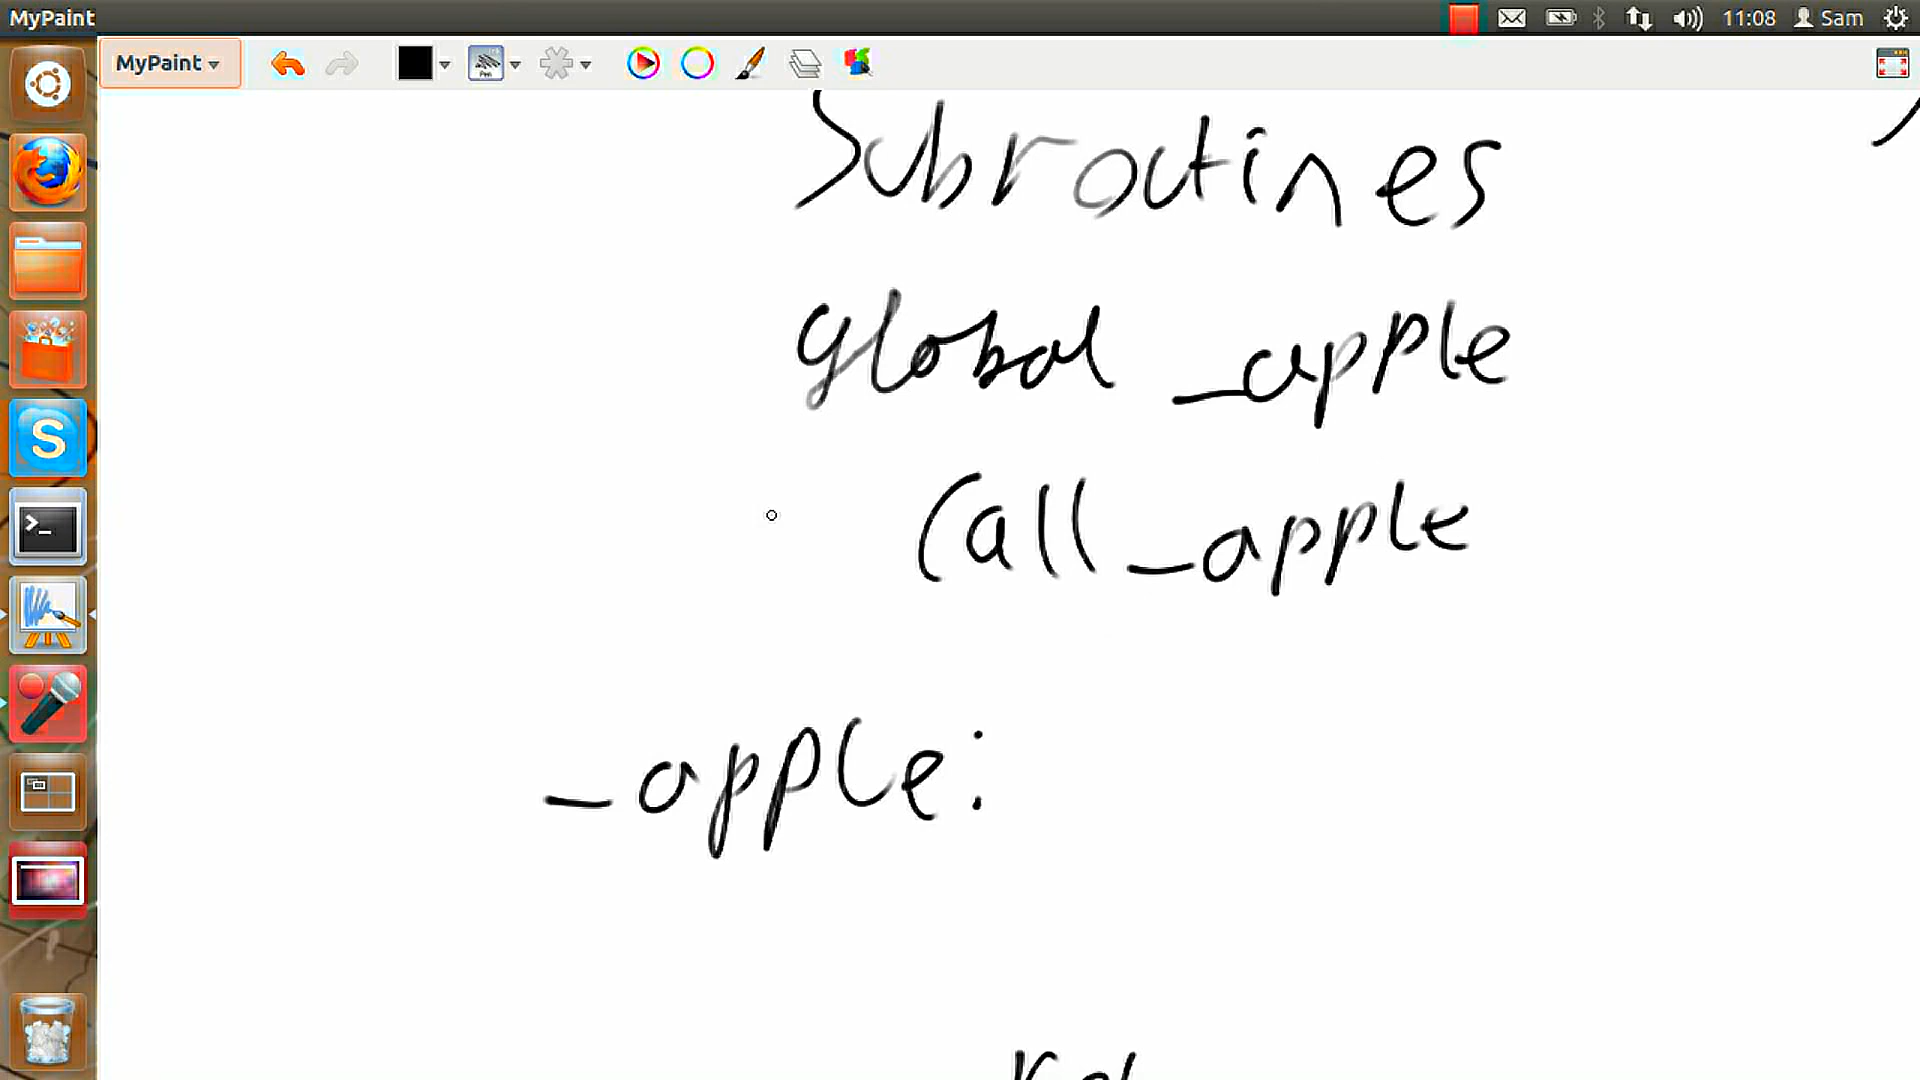 MyPaint 11:08 Sam
MyPaint
Subroutines
global _apple
Call _apple
_apple: